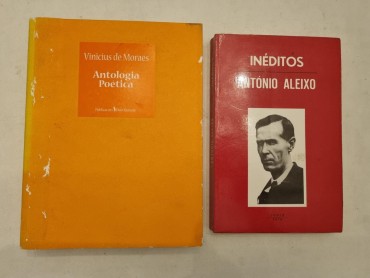 Vinicius de Moraes
Antologia
Poética
INÉDITOS
ANTÓNIO ALEIXO